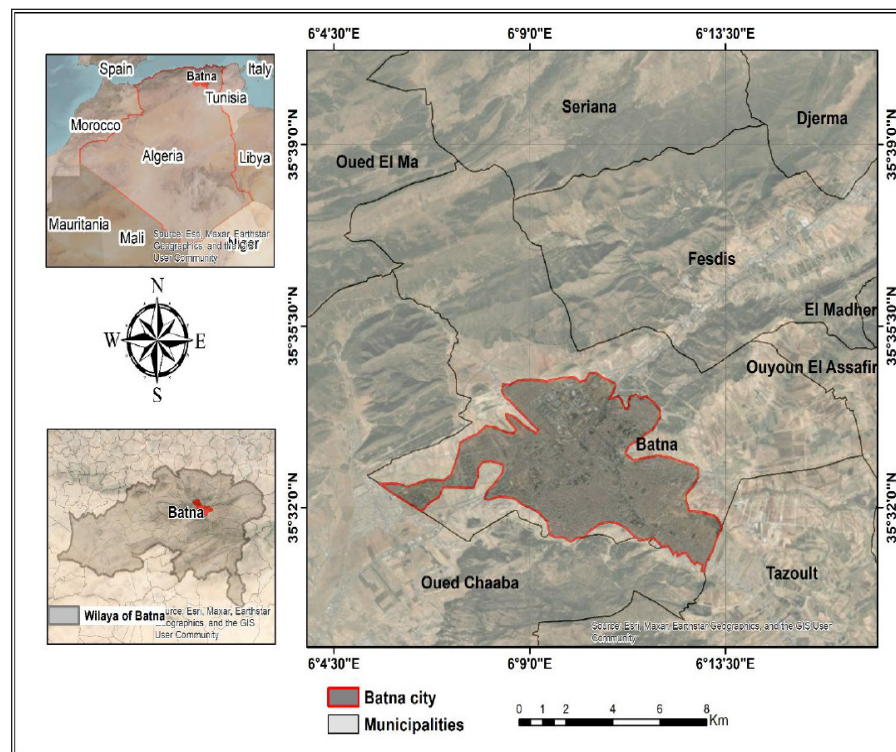 Spain
Italy
Batna
Tunisia
Morocco
Algeria
Libya
Mauritania
Mali
Niger
Source: Esri, Maxar, Earthstar
Geographics, and the GIS
User Community
N
W E
S
Batna
Wilaya of Batna
Source: Esri, Maxar, Earthstar
Geographics, and the GIS
User Community
6°4'30"E 6°9'0"E 6°13'30"E
35°39'0"N 35°39'0"N
35°35'30"N 35°35'30"N
35°32'0"N 35°32'0"N
Seriana
Djerma
Oued El Ma
Fesdis
El Madher
Ouyoun El Assafir
Batna
Oued Chaaba
Tazoult
Source: Esri, Maxar, Earthstar Geographics, and the GIS User
Community
6°4'30"E 6°9'0"E 6°13'30"E
Batna city
Municipalities
0 1 2 4 6 8
Km